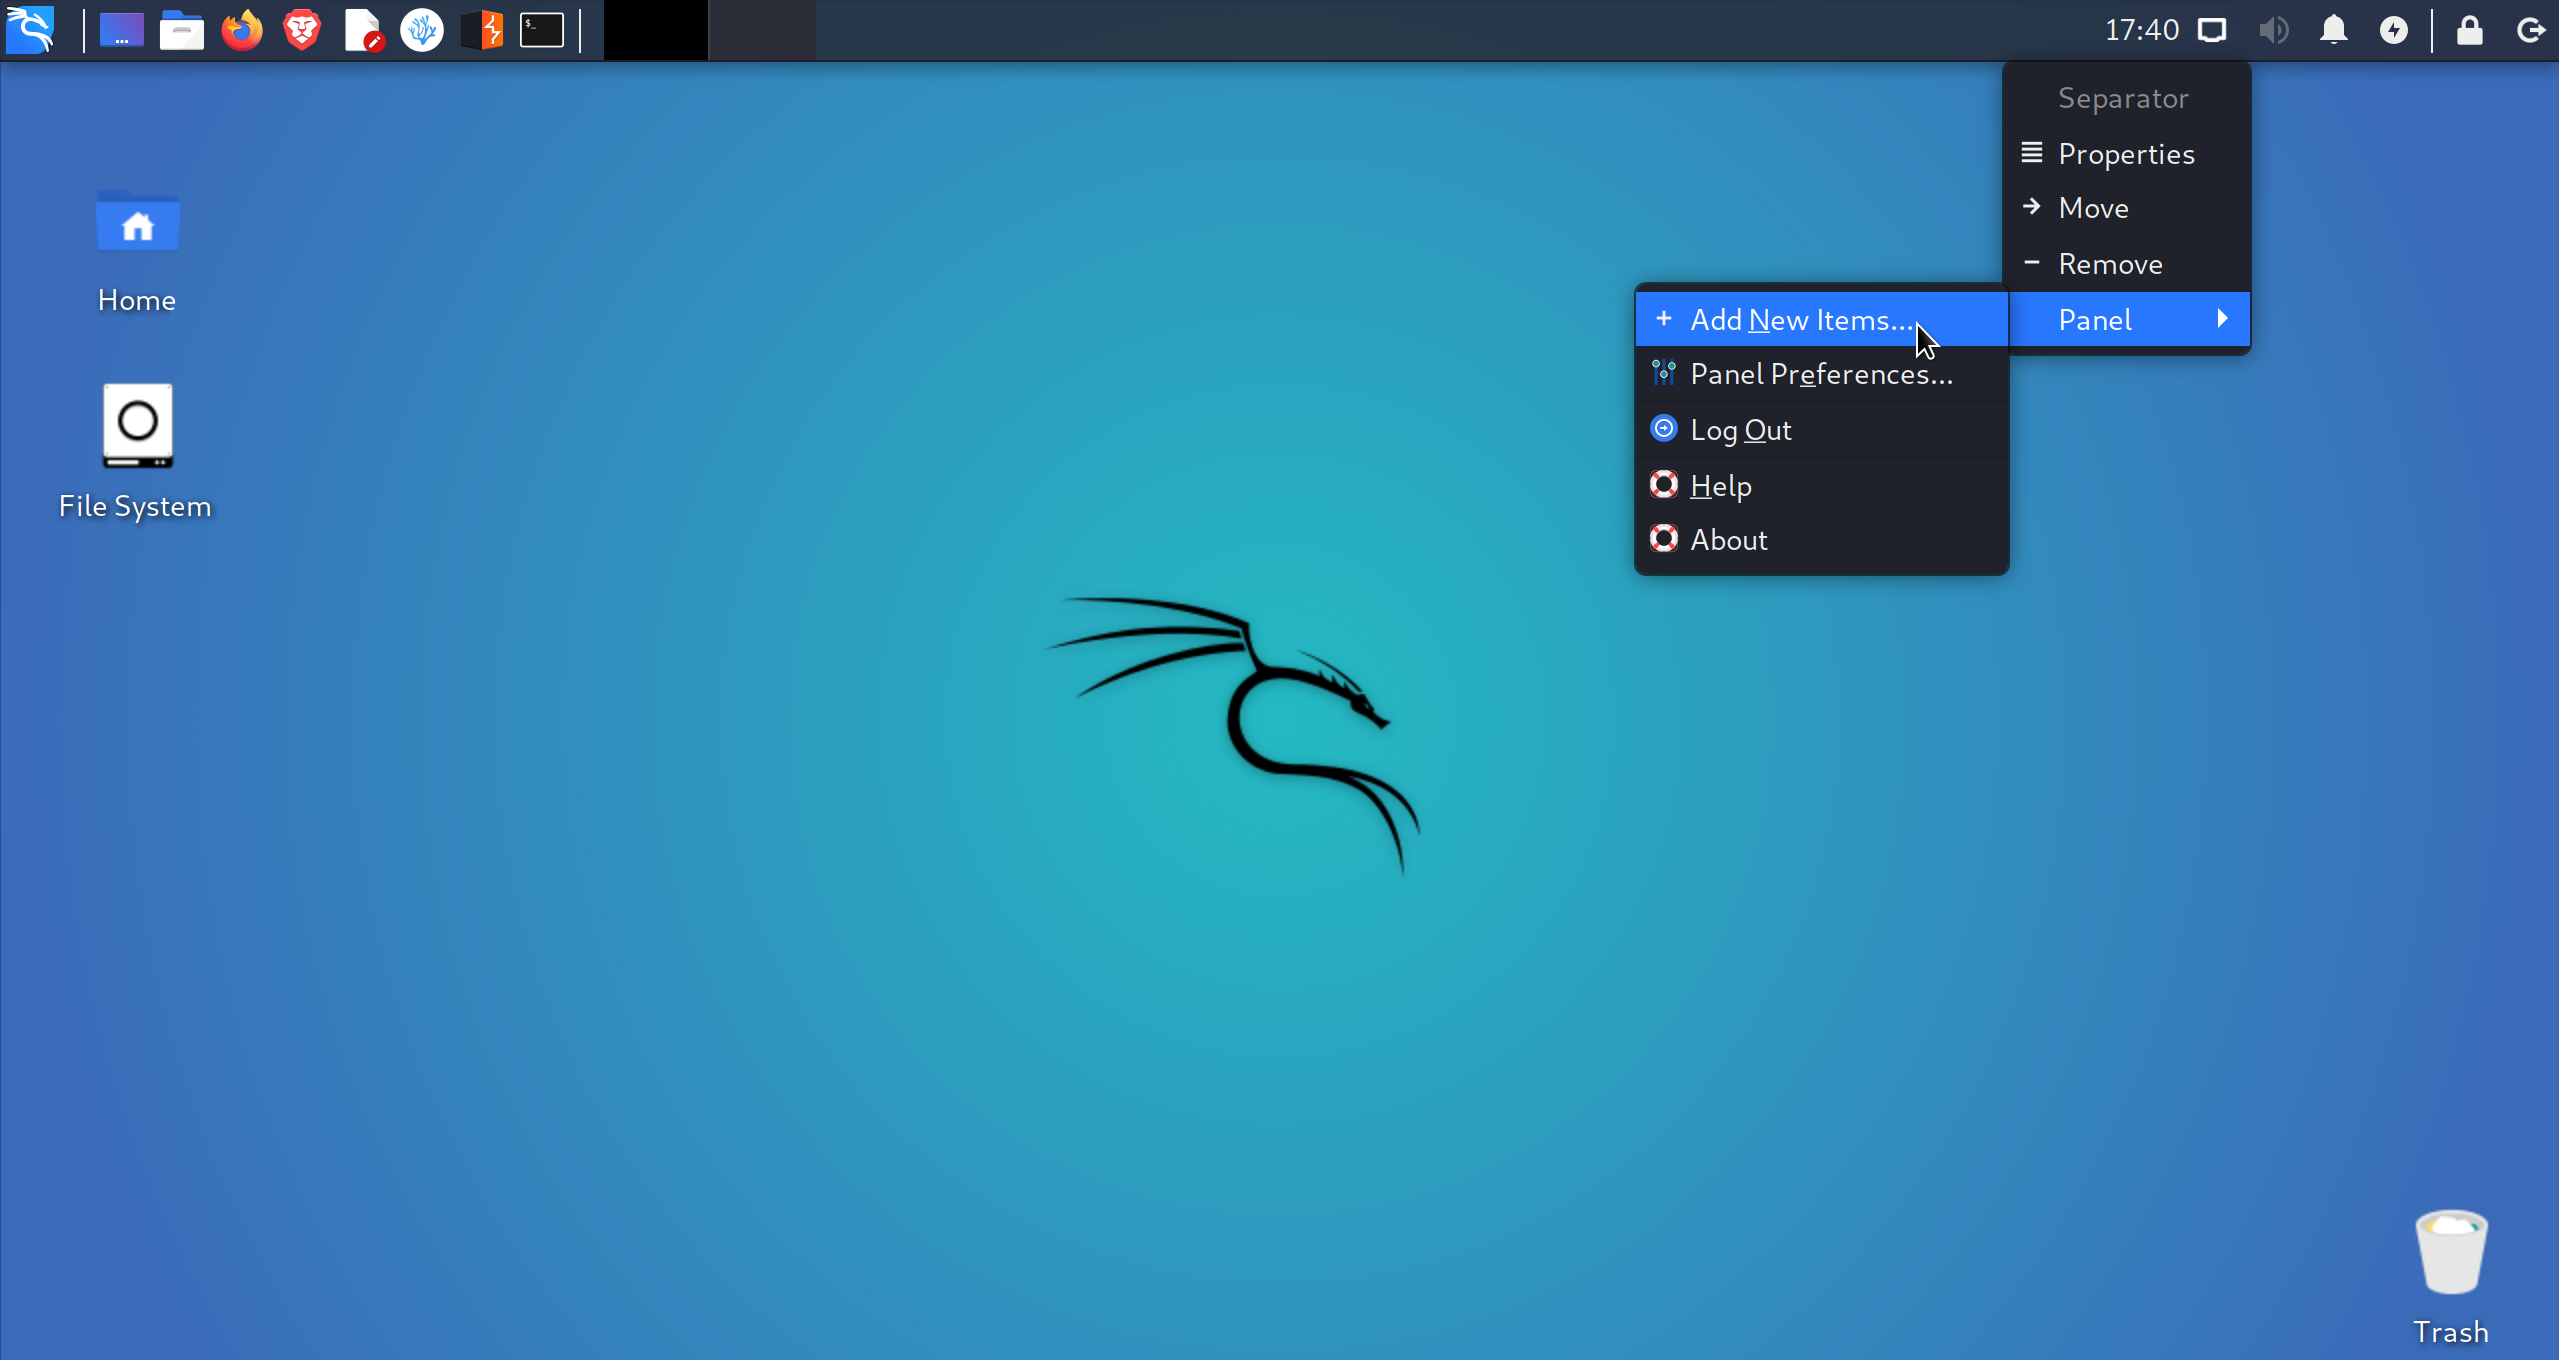 17:40
Separator
Properties
Move
Remove
Panel
Add New Items...
Panel Preferences...
Log Out
Help
About
Home
File System
$_
Trash